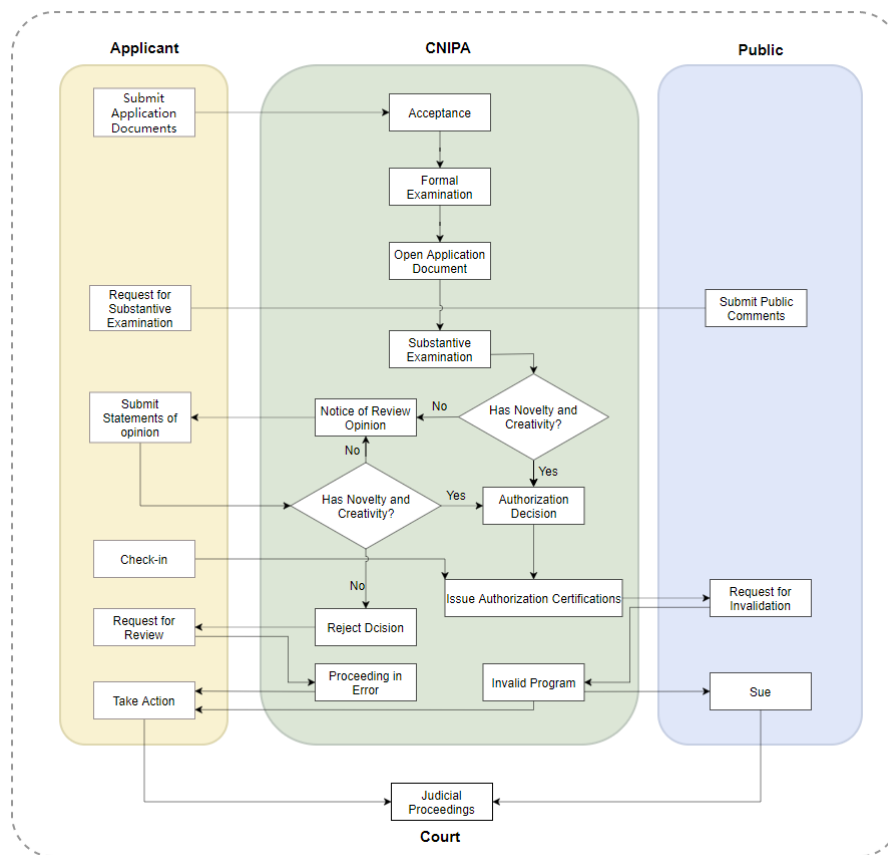 Applicant
CNIPA
Public
Submit
Application
Documents
Acceptance
Formal
Examination
Open Application
Document
Request for
Substantive
Examination
Submit Public
Comments
Substantive
Examination
Submit
Statements of
opinion
Notice of Review
Opinion
No
Has Novelty and
Creativity?
No
Yes
Has Novelty and
Creativity?
Yes
Authorization
Decision
Check-in
No
Issue Authorization Certifications
Request for
Invalidation
Request for
Review
Reject Dcision
Proceeding in
Error
Invalid Program
Take Action
Sue
Judicial
Proceedings
Court